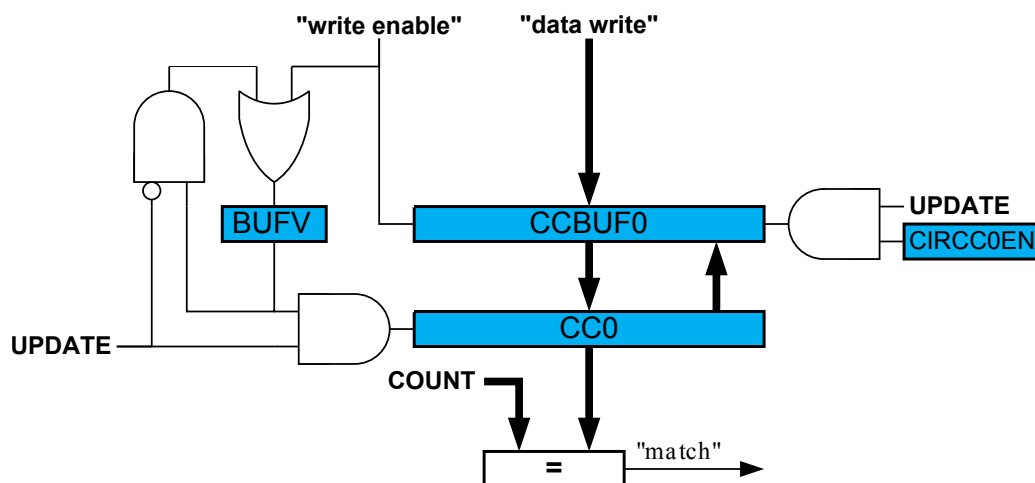 "write enable"
"data write"
BUFV
CCBUF0
UPDATE
CIRCC0EN
UPDATE
CC0
COUNT
"match"
=